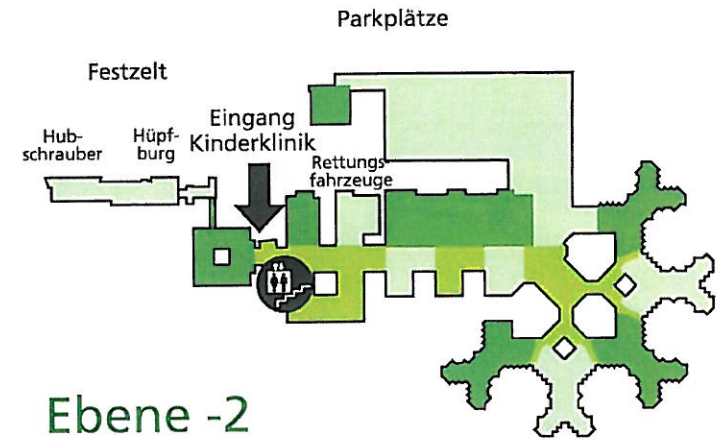 Parkplätze
Festzelt
Eingang
Kinderklinik
Hub-
schrauber
Hüpf-
burg
Rettungs
fahrzeuge
Ebene -2